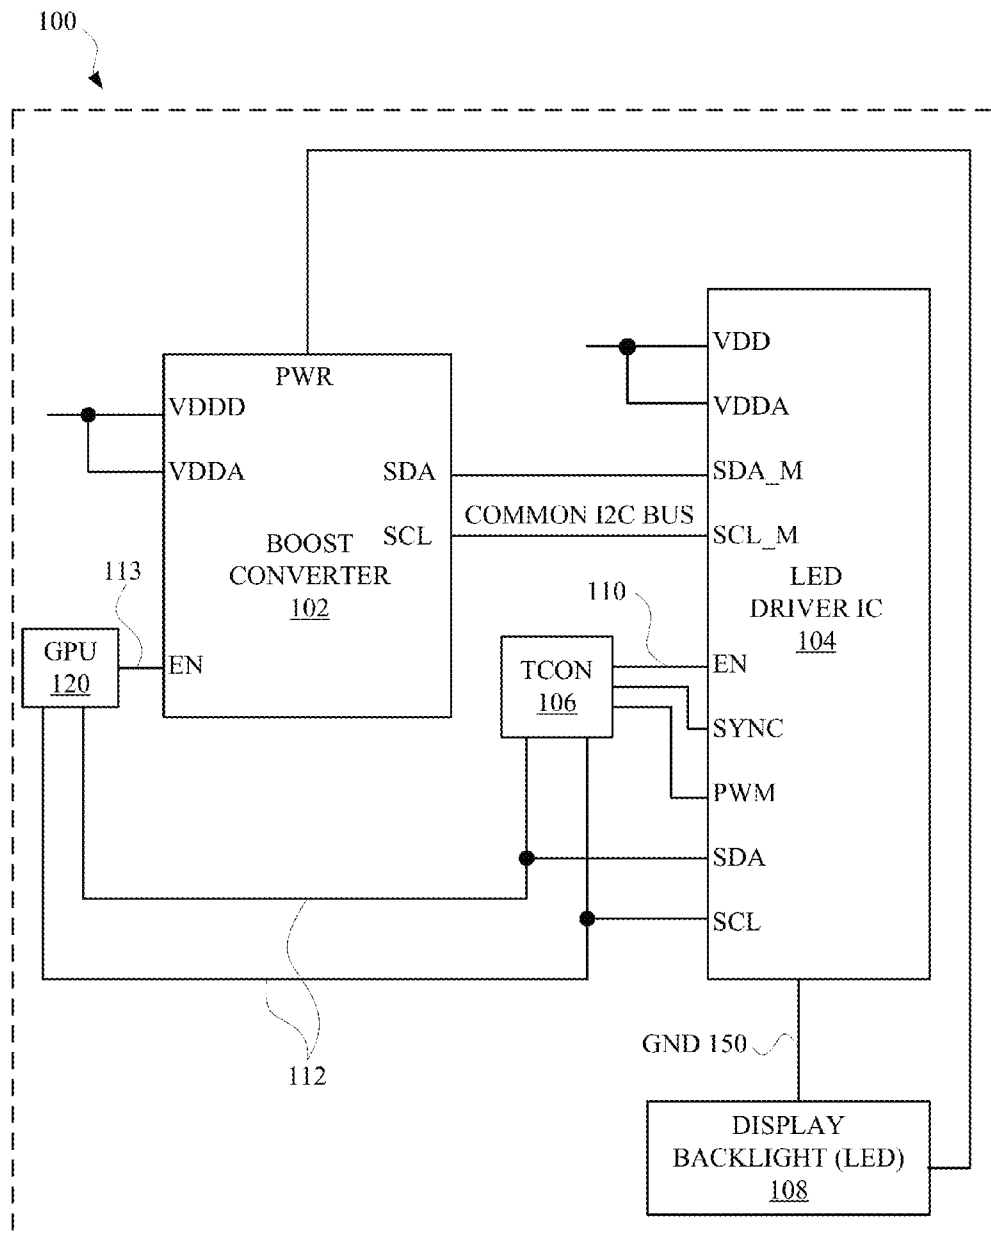 100
PWR
VDDD
VDDA
SDA
SCL
BOOST
CONVERTER
102
EN
113
GPU
120
COMMON I2C BUS
VDD
VDDA
SDA_M
SCL_M
LED
DRIVER IC
104
110
EN
SYNC
PWM
SDA
SCL
TCON
106
112
GND 150
DISPLAY
BACKLIGHT (LED)
108